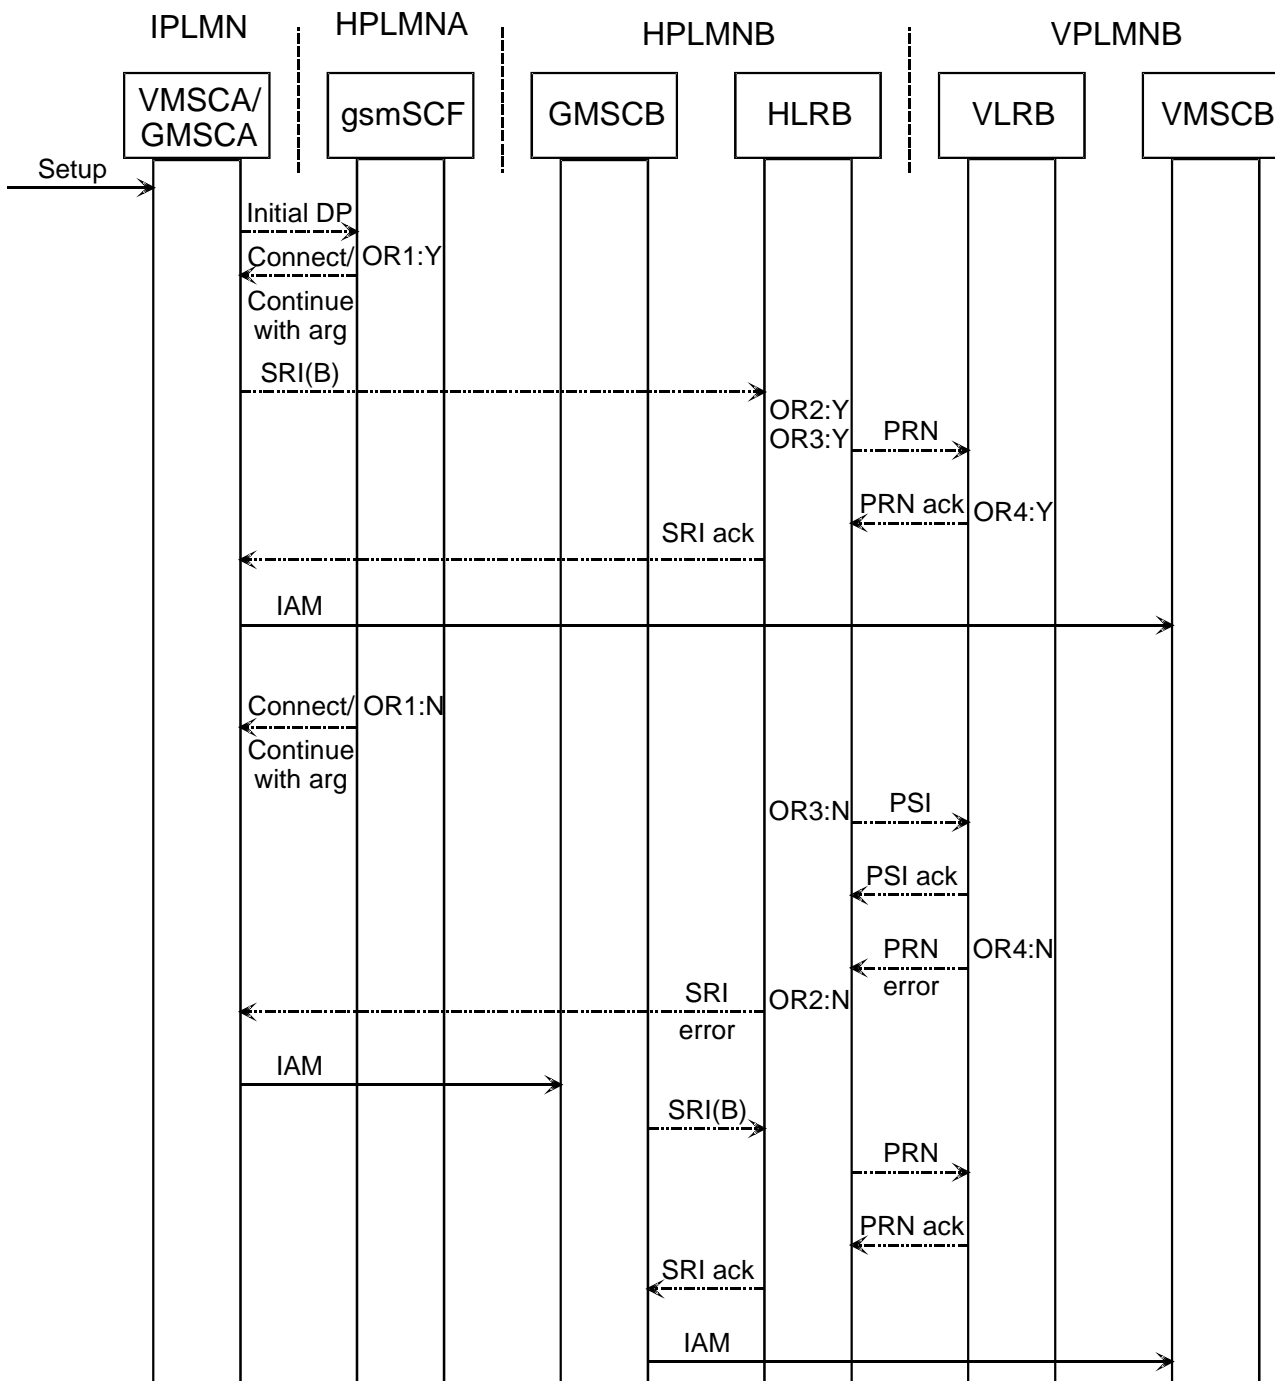 IPLMN
HPLMNA
HPLMNB
VPLMNB
VMSCA/
GMSCA
gsmSCF
GMSCB
HLRB
VLRB
VMSCB
Setup
Initial DP
Connect/
OR1:Y
Continue
with arg
SRI(B)
OR2:Y
OR3:Y
PRN
PRN ack
OR4:Y
SRI ack
IAM
Connect/
OR1:N
Continue
with arg
OR3:N
PSI
PSI ack
PRN
OR4:N
error
SRI
OR2:N
error
IAM
SRI(B)
PRN
PRN ack
SRI ack
IAM